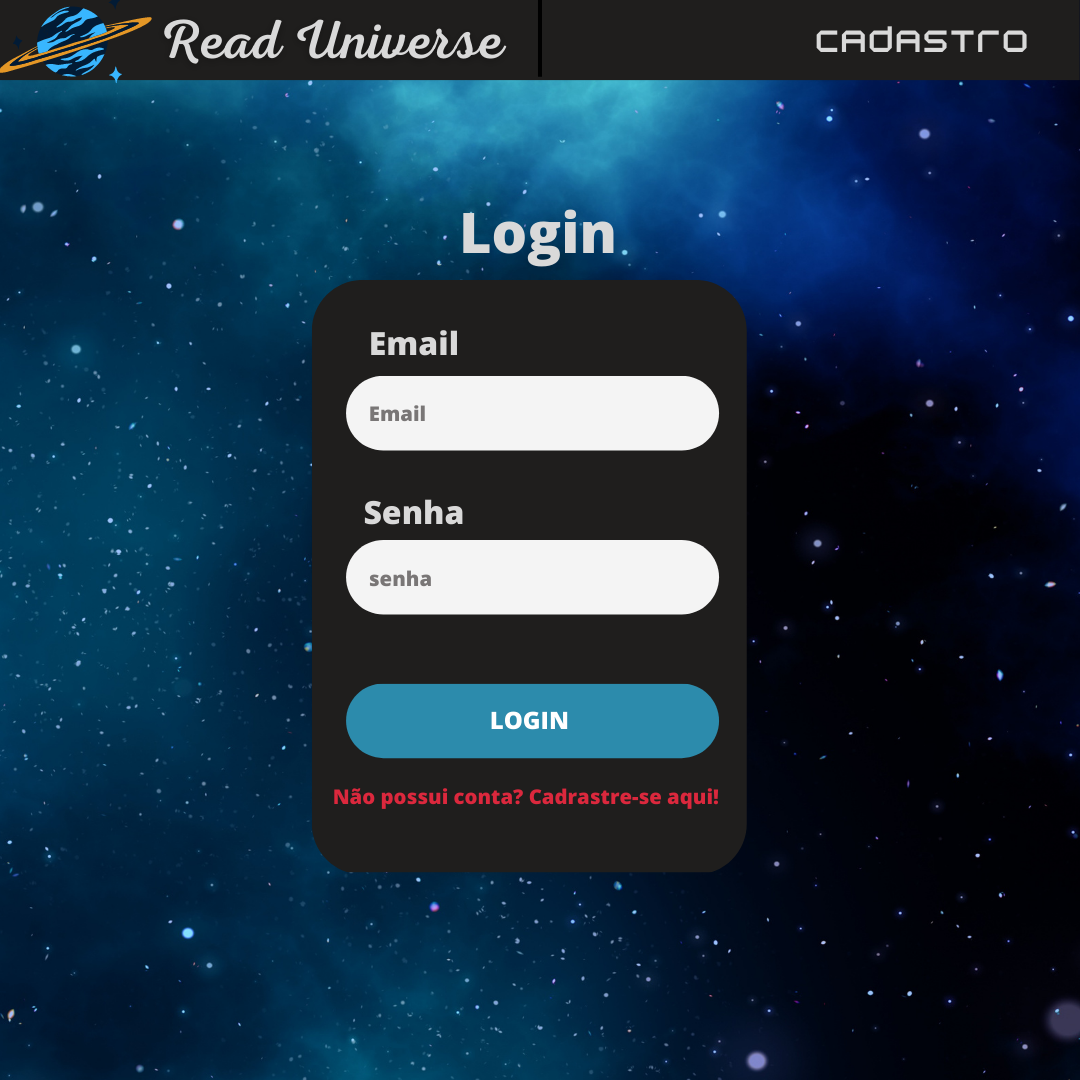 Read Universe
CADASTRO
Login
Email
Email
Senha
senha
LOGIN
Não possui conta? Cadrastre-se aqui!